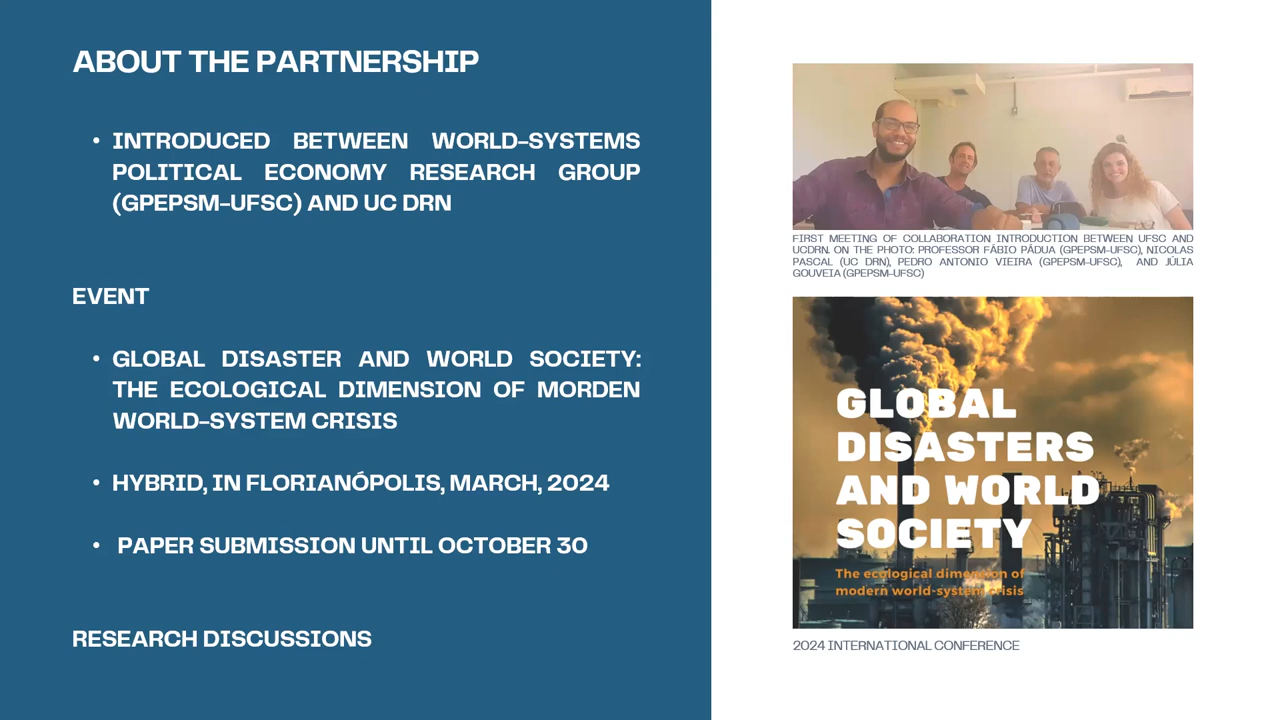 ABOUT THE PARTNERSHIP
• INTRODUCED BETWEEN WORLD-SYSTEMS
POLITICAL ECONOMY RESEARCH GROUP
(GPEPSM-UFSC) AND UC DRN
EVENT
• GLOBAL DISASTER AND WORLD SOCIETY:
THE ECOLOGICAL DIMENSION OF MORDEN
WORLD-SYSTEM CRISIS
• HYBRID, IN FLORIANÓPOLIS, MARCH, 2024
• PAPER SUBMISSION UNTIL OCTOBER 30
RESEARCH DISCUSSIONS
FIRST MEETING OF COLLABORATION INTRODUCTION BETWEEN UFSC AND
UCDRN. ON THE PHOTO: PROFESSOR FÁBIO PÁDUA (GPEPSM-UFSC), NICOLAS
PASCAL (UC DRN), PEDRO ANTONIO VIEIRA (GPEPSM-UFSC), AND JÚLIA
GOUVEIA (GPEPSM-UFSC)
GLOBAL
DISASTERS
AND WORLD
SOCIETY
The ecological dimension of
modern world-system crisis
2024 INTERNATIONAL CONFERENCE